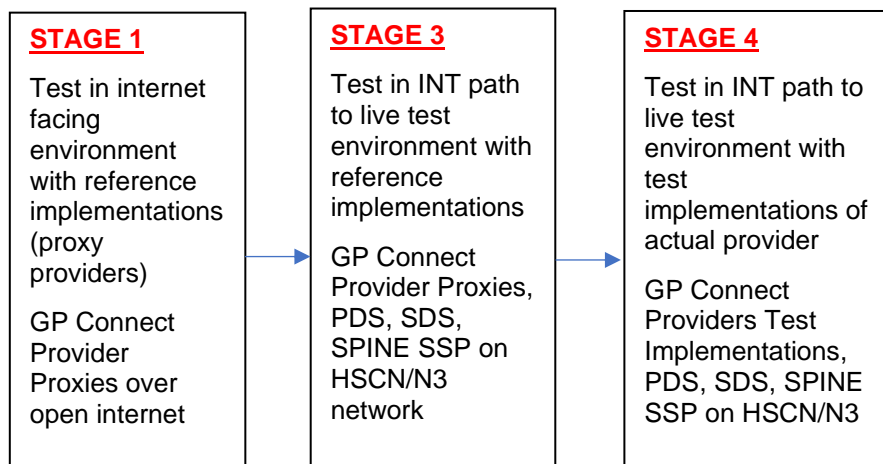 STAGE 1
Test in internet
facing
environment
with reference
implementations
(proxy
providers)
GP Connect
Provider
Proxies over
open internet
STAGE 3
Test in INT path
to live test
environment with
reference
implementations
GP Connect
Provider Proxies,
PDS, SDS,
SPINE SSP on
HSCN/N3
network
STAGE 4
Test in INT path to
live test
environment with
test
implementations of
actual provider
GP Connect
Providers Test
Implementations,
PDS, SDS, SPINE
SSP on HSCN/N3